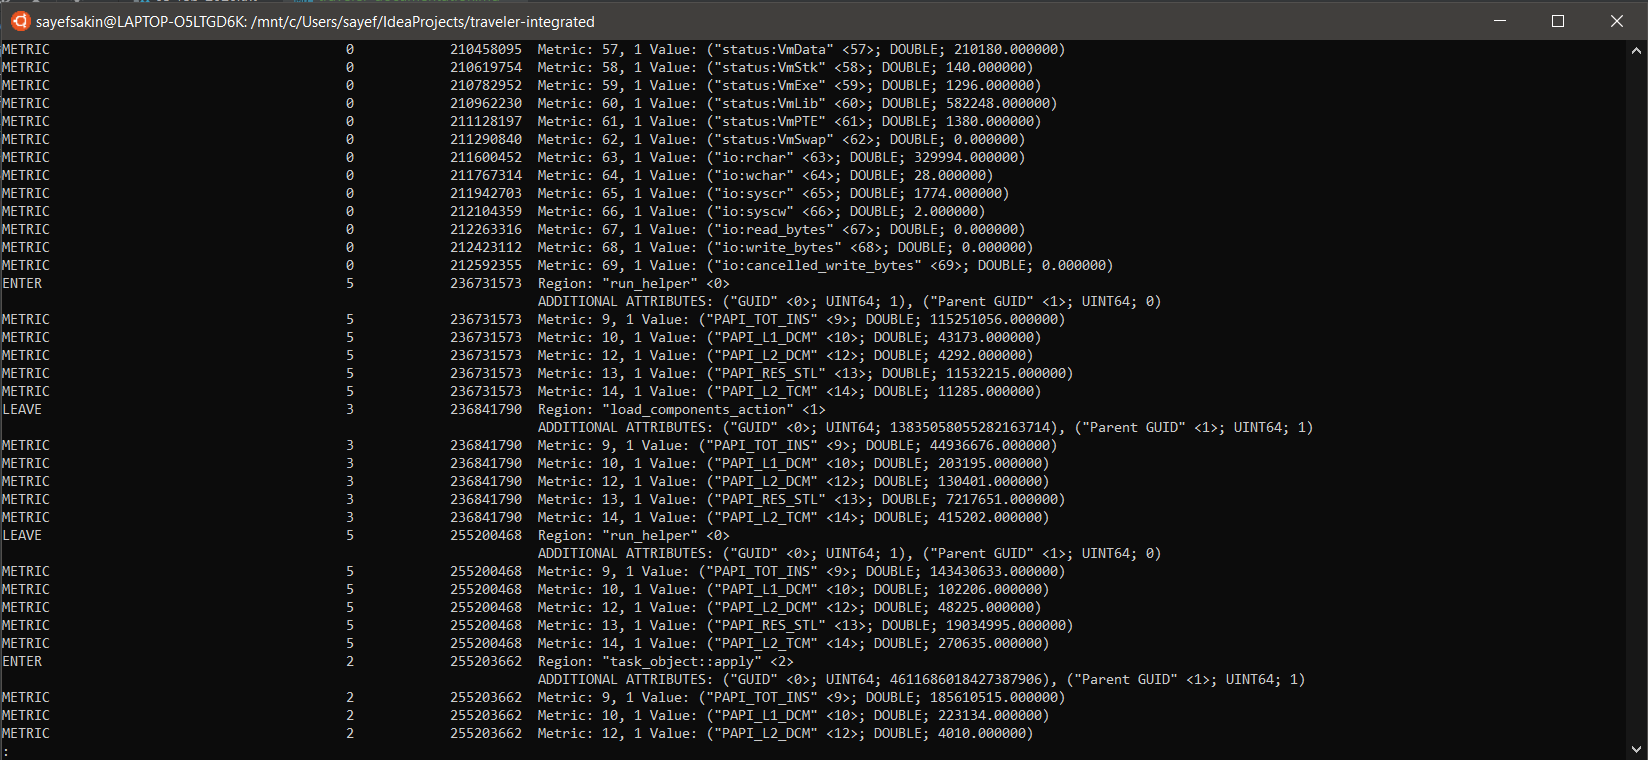 sayefsakin@LAPTOP-O5LTGD6K: /mnt/c/Users/sayef/IdeaProjects/traveler-integrated
METRIC 0 210458095 Metric: 57, 1 Value: ("status:VmData" <57>; DOUBLE; 210180.000000)
METRIC 0 210619754 Metric: 58, 1 Value: ("status:VmStk" <58>; DOUBLE; 140.000000)
METRIC 0 210782952 Metric: 59, 1 Value: ("status:VmExe" <59>; DOUBLE; 1296.000000)
METRIC 0 210962230 Metric: 60, 1 Value: ("status:VmLib" <60>; DOUBLE; 582248.000000)
METRIC 0 211128197 Metric: 61, 1 Value: ("status:VmPTE" <61>; DOUBLE; 1380.000000)
METRIC 0 211290840 Metric: 62, 1 Value: ("status:VmSwap" <62>; DOUBLE; 0.000000)
METRIC 0 211600452 Metric: 63, 1 Value: ("io:rchar" <63>; DOUBLE; 329994.000000)
METRIC 0 211767314 Metric: 64, 1 Value: ("io:wchar" <64>; DOUBLE; 28.000000)
METRIC 0 211942703 Metric: 65, 1 Value: ("io:syscr" <65>; DOUBLE; 1774.000000)
METRIC 0 212104359 Metric: 66, 1 Value: ("io:syscw" <66>; DOUBLE; 2.000000)
METRIC 0 212263316 Metric: 67, 1 Value: ("io:read_bytes" <67>; DOUBLE; 0.000000)
METRIC 0 212423112 Metric: 68, 1 Value: ("io:write_bytes" <68>; DOUBLE; 0.000000)
METRIC 0 212592355 Metric: 69, 1 Value: ("io:cancelled_write_bytes" <69>; DOUBLE; 0.000000)
ENTER 5 236731573 Region: "run_helper" <0>
ADDITIONAL ATTRIBUTES: ("GUID" <0>; UINT64; 1), ("Parent GUID" <1>; UINT64; 0)
METRIC 5 236731573 Metric: 9, 1 Value: ("PAPI_TOT_INS" <9>; DOUBLE; 115251056.000000)
METRIC 5 236731573 Metric: 10, 1 Value: ("PAPI_L1_DCM" <10>; DOUBLE; 43173.000000)
METRIC 5 236731573 Metric: 12, 1 Value: ("PAPI_L2_DCM" <12>; DOUBLE; 4292.000000)
METRIC 5 236731573 Metric: 13, 1 Value: ("PAPI_RES_STL" <13>; DOUBLE; 11532215.000000)
METRIC 5 236731573 Metric: 14, 1 Value: ("PAPI_L2_TCM" <14>; DOUBLE; 11285.000000)
LEAVE 3 236841790 Region: "load_components_action" <1>
ADDITIONAL ATTRIBUTES: ("GUID" <0>; UINT64; 13835058055282163714), ("Parent GUID" <1>; UINT64; 1)
METRIC 3 236841790 Metric: 9, 1 Value: ("PAPI_TOT_INS" <9>; DOUBLE; 44936676.000000)
METRIC 3 236841790 Metric: 10, 1 Value: ("PAPI_L1_DCM" <10>; DOUBLE; 203195.000000)
METRIC 3 236841790 Metric: 12, 1 Value: ("PAPI_L2_DCM" <12>; DOUBLE; 130401.000000)
METRIC 3 236841790 Metric: 13, 1 Value: ("PAPI_RES_STL" <13>; DOUBLE; 7217651.000000)
METRIC 3 236841790 Metric: 14, 1 Value: ("PAPI_L2_TCM" <14>; DOUBLE; 415202.000000)
LEAVE 5 255200468 Region: "run_helper" <0>
ADDITIONAL ATTRIBUTES: ("GUID" <0>; UINT64; 1), ("Parent GUID" <1>; UINT64; 0)
METRIC 5 255200468 Metric: 9, 1 Value: ("PAPI_TOT_INS" <9>; DOUBLE; 143430633.000000)
METRIC 5 255200468 Metric: 10, 1 Value: ("PAPI_L1_DCM" <10>; DOUBLE; 102206.000000)
METRIC 5 255200468 Metric: 12, 1 Value: ("PAPI_L2_DCM" <12>; DOUBLE; 48225.000000)
METRIC 5 255200468 Metric: 13, 1 Value: ("PAPI_RES_STL" <13>; DOUBLE; 19034995.000000)
METRIC 5 255200468 Metric: 14, 1 Value: ("PAPI_L2_TCM" <14>; DOUBLE; 270635.000000)
ENTER 2 255203662 Region: "task_object::apply" <2>
ADDITIONAL ATTRIBUTES: ("GUID" <0>; UINT64; 4611686018427387906), ("Parent GUID" <1>; UINT64; 1)
METRIC 2 255203662 Metric: 9, 1 Value: ("PAPI_TOT_INS" <9>; DOUBLE; 185610515.000000)
METRIC 2 255203662 Metric: 10, 1 Value: ("PAPI_L1_DCM" <10>; DOUBLE; 223134.000000)
METRIC 2 255203662 Metric: 12, 1 Value: ("PAPI_L2_DCM" <12>; DOUBLE; 4010.000000)
: